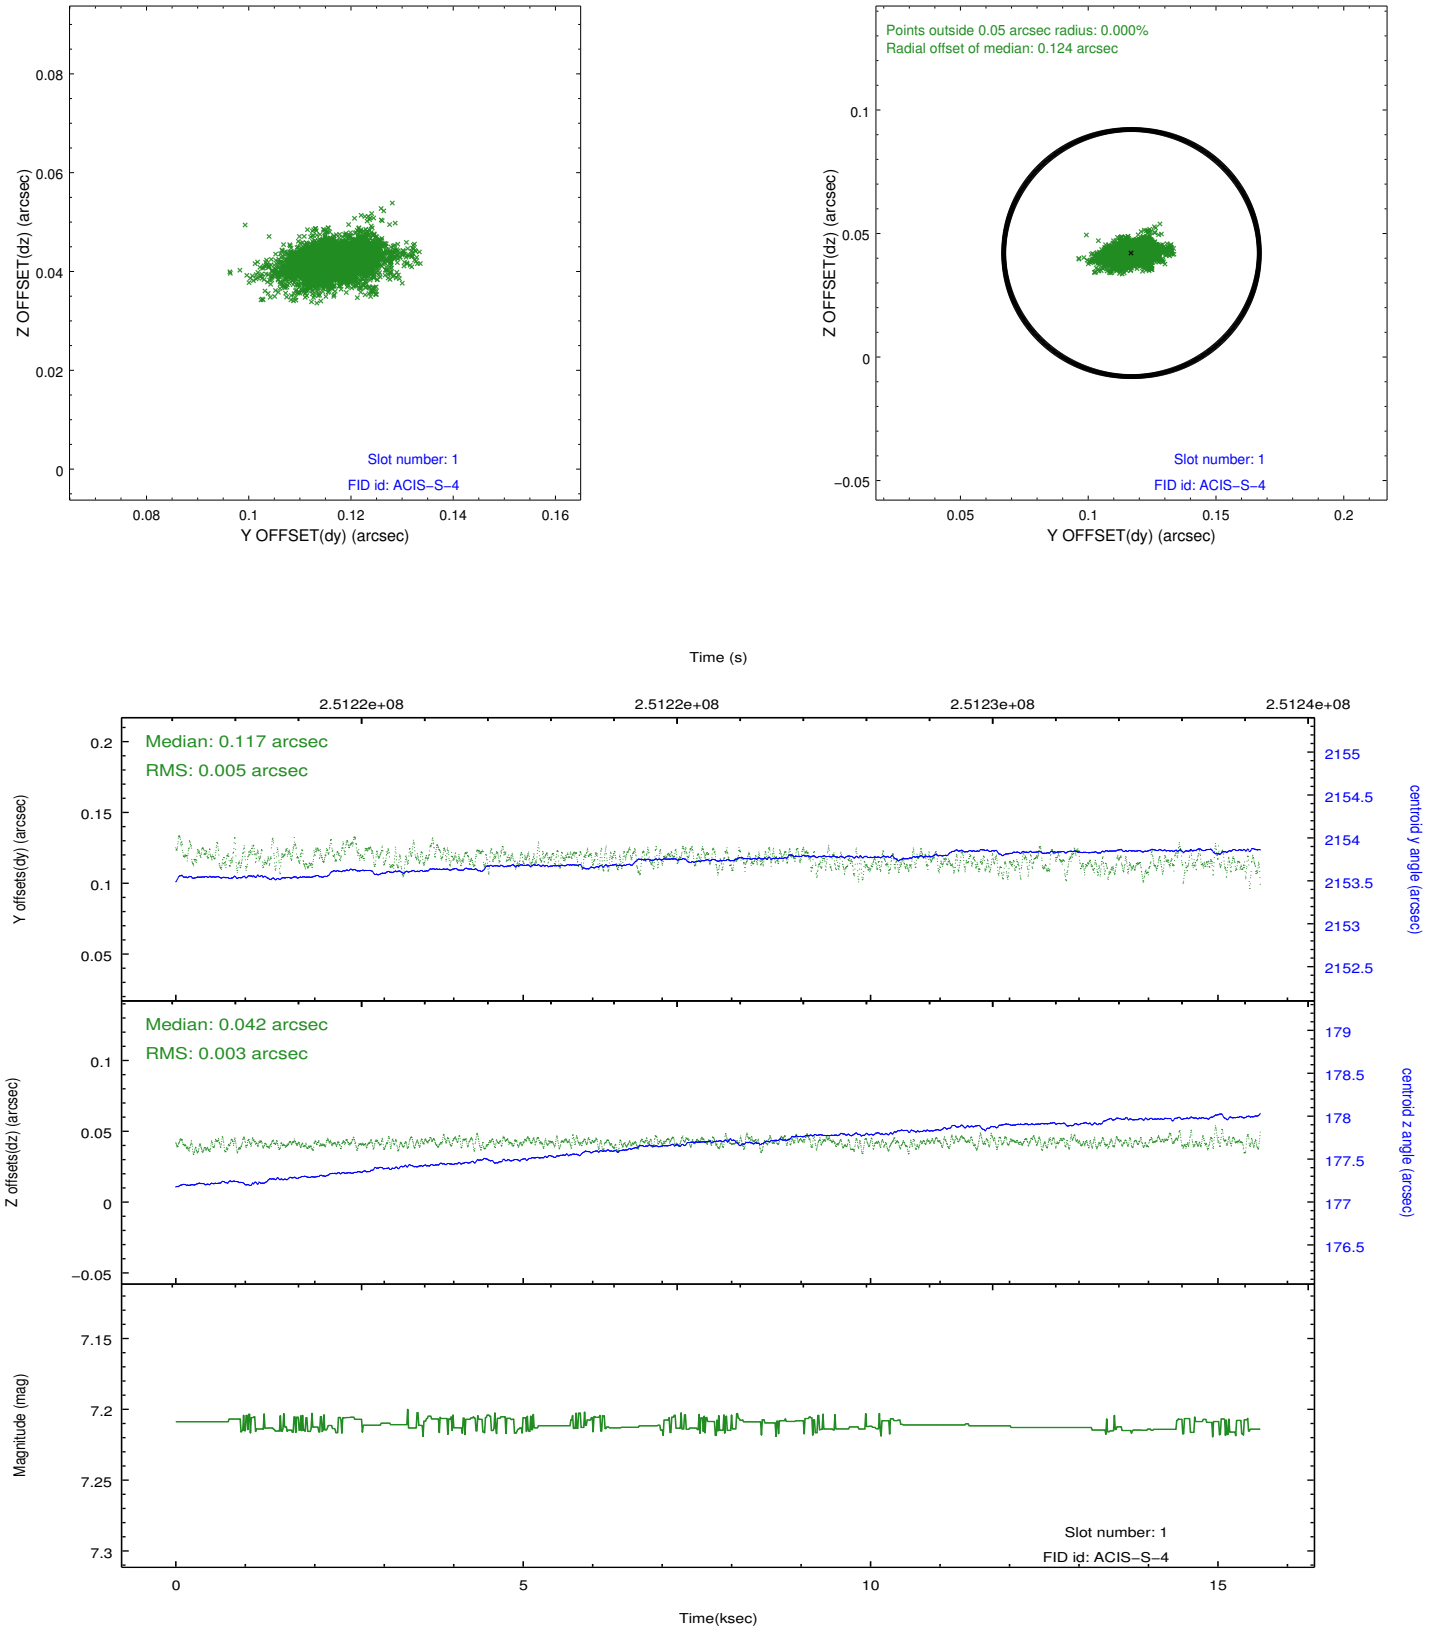 0.08
0.06
0.04
0.02
0
Z OFFSET(dz) (arcsec)
Slot number: 1
FID id: ACIS−S−4
0.08 0.1 0.12 0.14 0.16
Y OFFSET(dy) (arcsec)
Points outside 0.05 arcsec radius: 0.000%
Radial offset of median: 0.124 arcsec
0.1
0.05
0
−0.05
Z OFFSET(dz) (arcsec)
Slot number: 1
FID id: ACIS−S−4
0.05 0.1 0.15 0.2
Y OFFSET(dy) (arcsec)
Time (s)
2.5122e+08 2.5122e+08 2.5123e+08 2.5124e+08
Median: 0.117 arcsec
RMS: 0.005 arcsec
0.2
0.15
0.1
0.05
Y offsets(dy) (arcsec)
2155
2154.5
2154
2153.5
2153
2152.5
centroid y angle (arcsec)
Median: 0.042 arcsec
RMS: 0.003 arcsec
0.1
0.05
0
−0.05
Z offsets(dz) (arcsec)
179
178.5
178
177.5
177
176.5
centroid z angle (arcsec)
7.15
7.2
7.25
7.3
Magnitude (mag)
Slot number: 1
FID id: ACIS−S−4
0 5 10 15
Time(ksec)